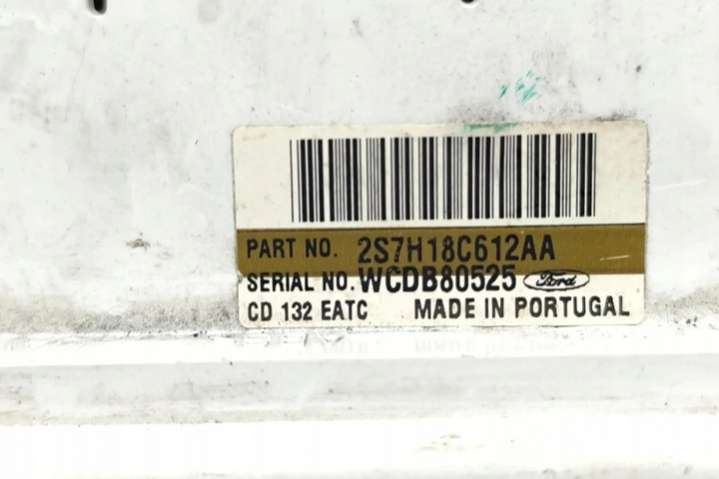 PART NO. 2S7H18C612AA
SERIAL NO. WCDB80525 Ford
CD 132 EATC MADE IN PORTUGAL